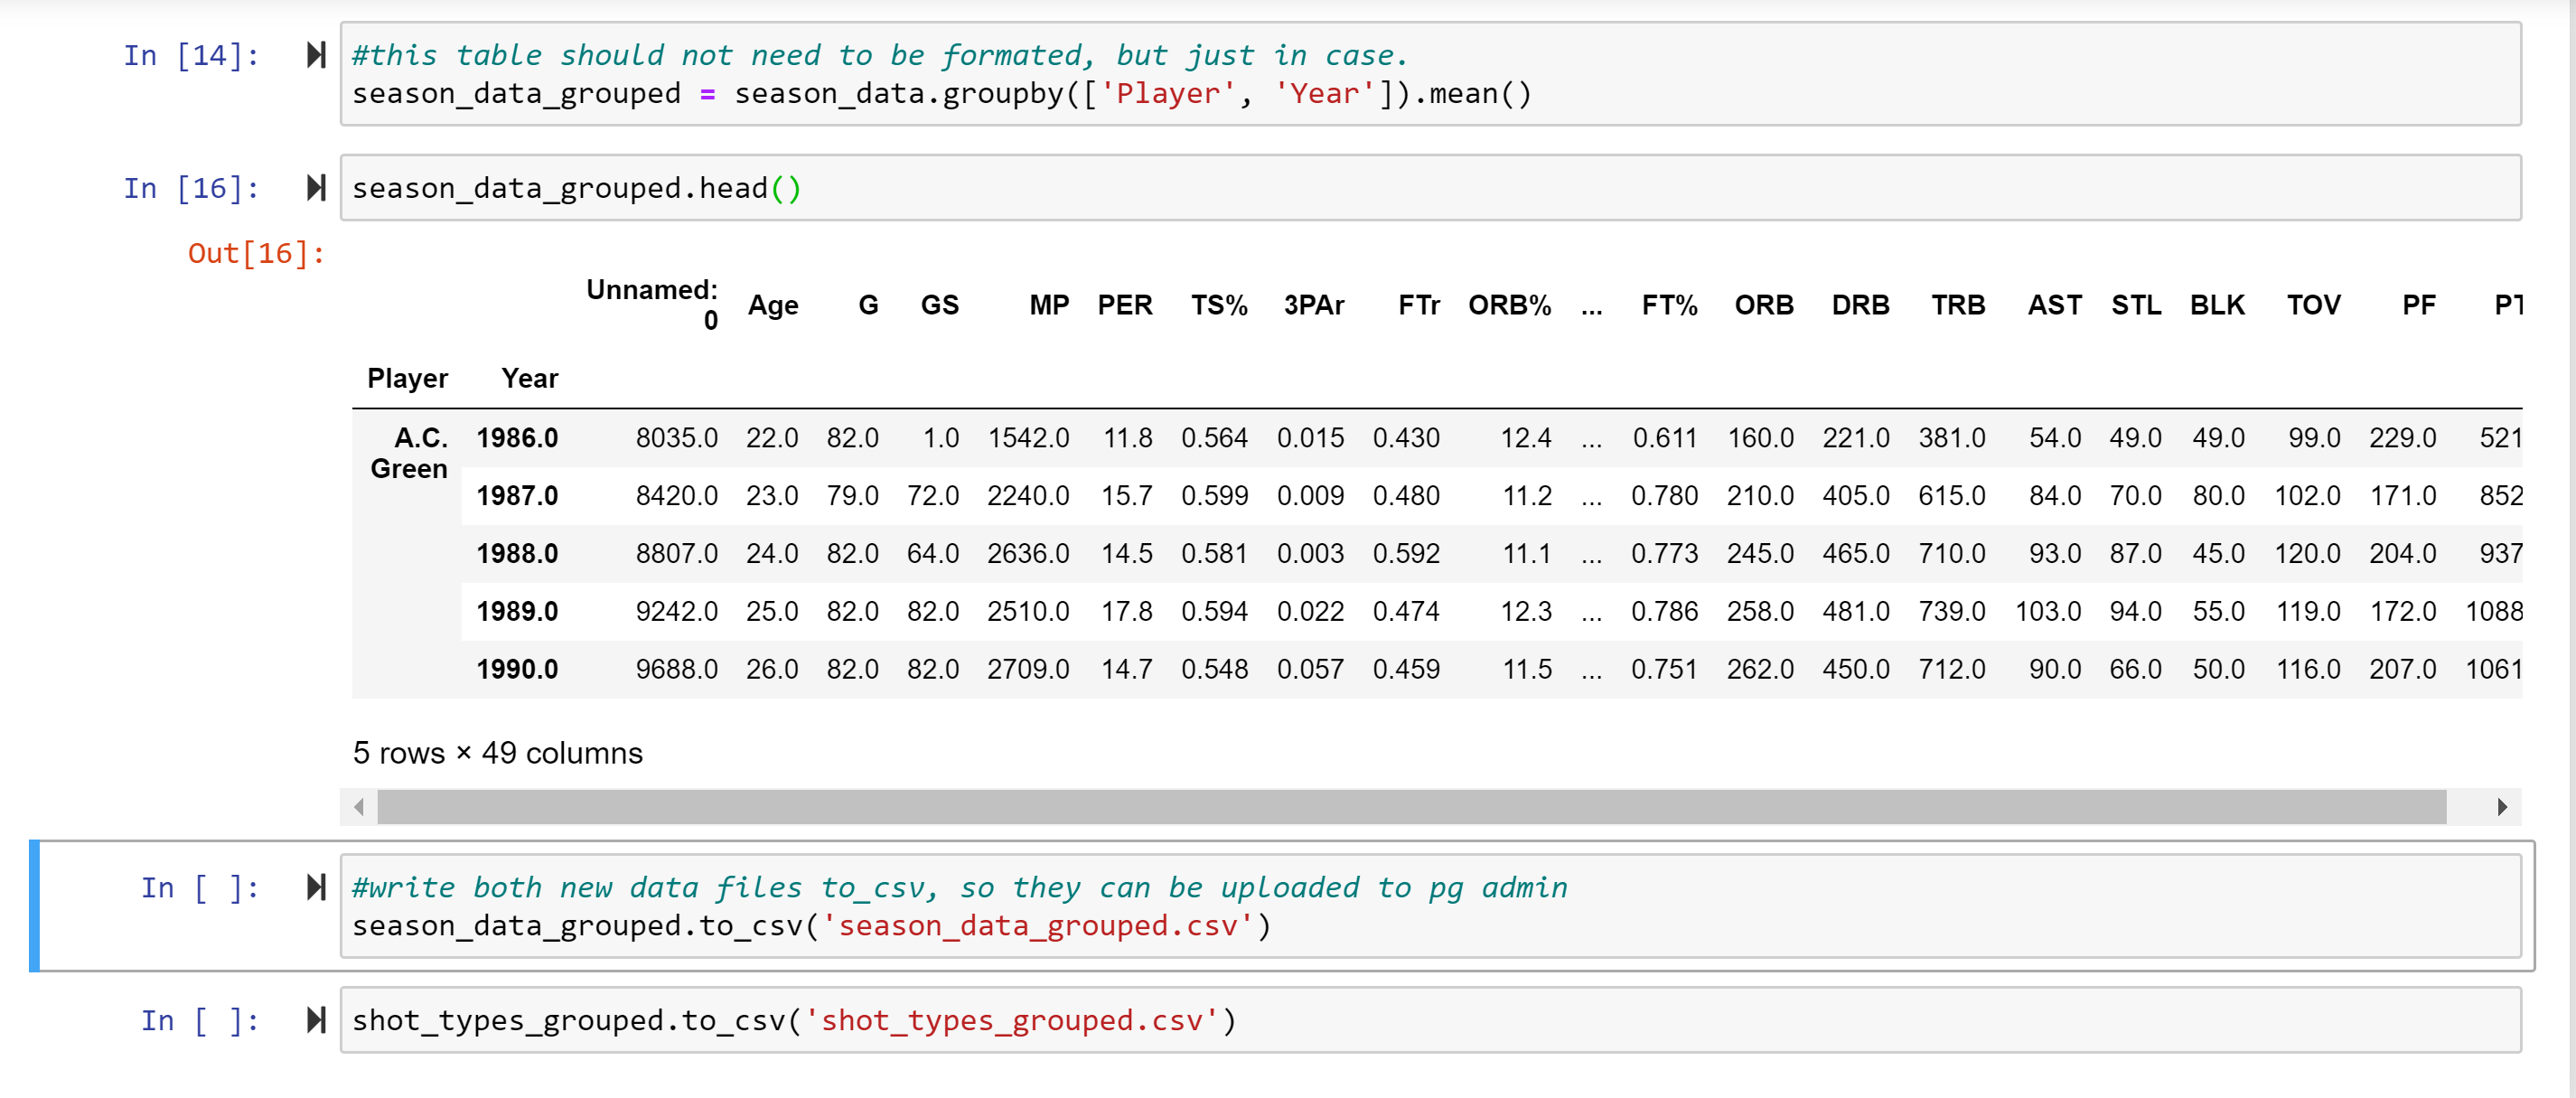 In [14]:
#this table should not need to be formated, but just in case.
season_data_grouped = season_data.groupby(['Player', 'Year']).mean()
In [16]:
season_data_grouped.head()
Out[16]:
Unnamed: 0 Age G GS MP PER TS% 3PAr FTr ORB% ... FT% ORB DRB TRB AST STL BLK TOV PF PT
Player Year
A.C. Green 1986.0 8035.0 22.0 82.0 1.0 1542.0 11.8 0.564 0.015 0.430 12.4 ... 0.611 160.0 221.0 381.0 54.0 49.0 49.0 99.0 229.0 521
1987.0 8420.0 23.0 79.0 72.0 2240.0 15.7 0.599 0.009 0.480 11.2 ... 0.780 210.0 405.0 615.0 84.0 70.0 80.0 102.0 171.0 852
1988.0 8807.0 24.0 82.0 64.0 2636.0 14.5 0.581 0.003 0.592 11.1 ... 0.773 245.0 465.0 710.0 93.0 87.0 45.0 120.0 204.0 937
1989.0 9242.0 25.0 82.0 82.0 2510.0 17.8 0.594 0.022 0.474 12.3 ... 0.786 258.0 481.0 739.0 103.0 94.0 55.0 119.0 172.0 1088
1990.0 9688.0 26.0 82.0 82.0 2709.0 14.7 0.548 0.057 0.459 11.5 ... 0.751 262.0 450.0 712.0 90.0 66.0 50.0 116.0 207.0 1061
5 rows × 49 columns
In [ ]:
#write both new data files to_csv, so they can be uploaded to pg admin
season_data_grouped.to_csv('season_data_grouped.csv')
In [ ]:
shot_types_grouped.to_csv('shot_types_grouped.csv')